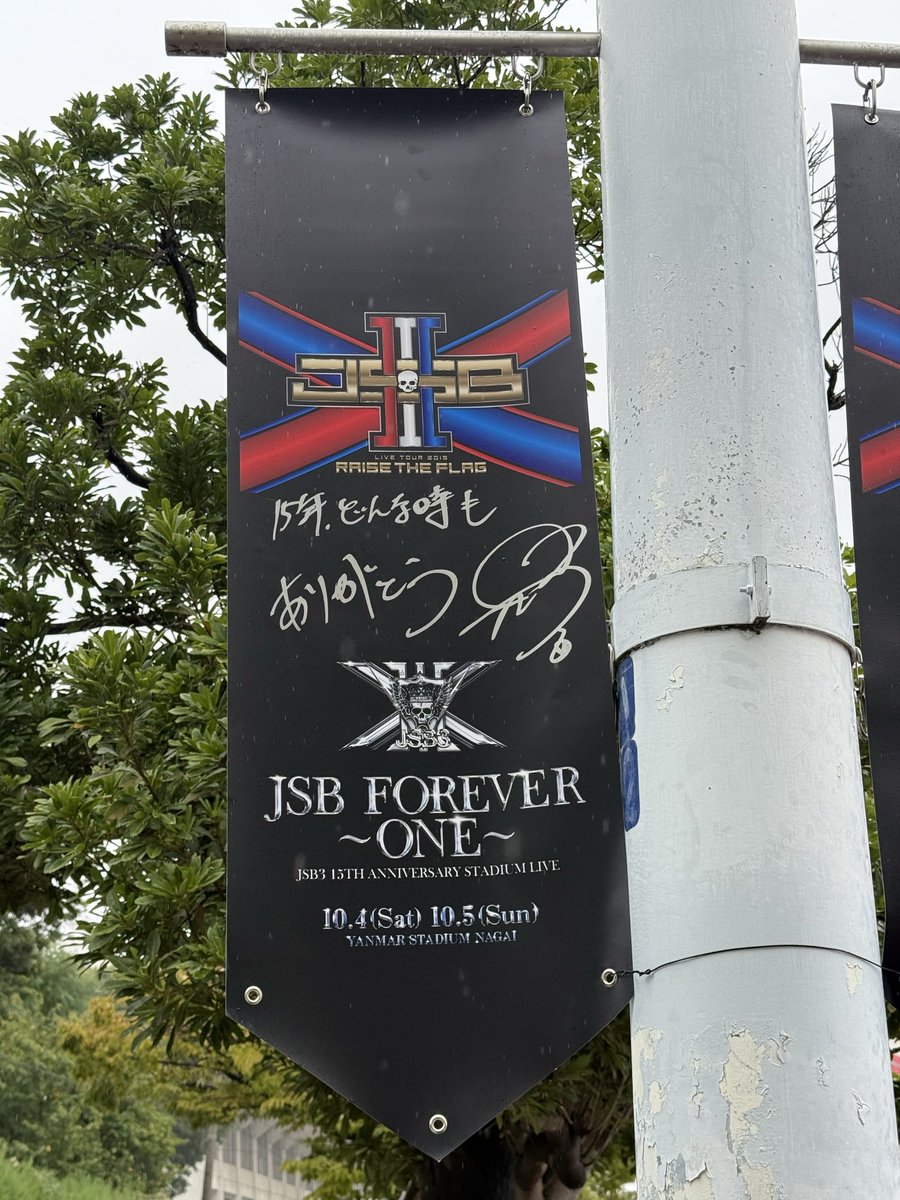 JSB
LIVE TOUR 2015
RAISE THE FLAG
15年、どんな時も
ありがとう
JSB3
JSB FOREVER
~ONE~
JSB3 15TH ANNIVERSARY STADIUM LIVE
10.4(Sat) 10.5(Sun)
YANMAR STADIUM NAGAI